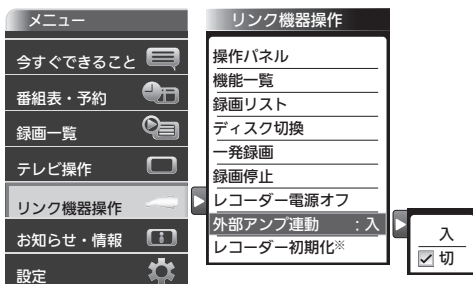 メニュー
今すぐできること
番組表・予約
録画一覧
テレビ操作
リンク機器操作
お知らせ・情報
設定
リンク機器操作
操作パネル
機能一覧
録画リスト
ディスク切換
一発録画
録画停止
レコーダー電源オフ
外部アンプ連動 :入
レコーダー初期化※
入
切